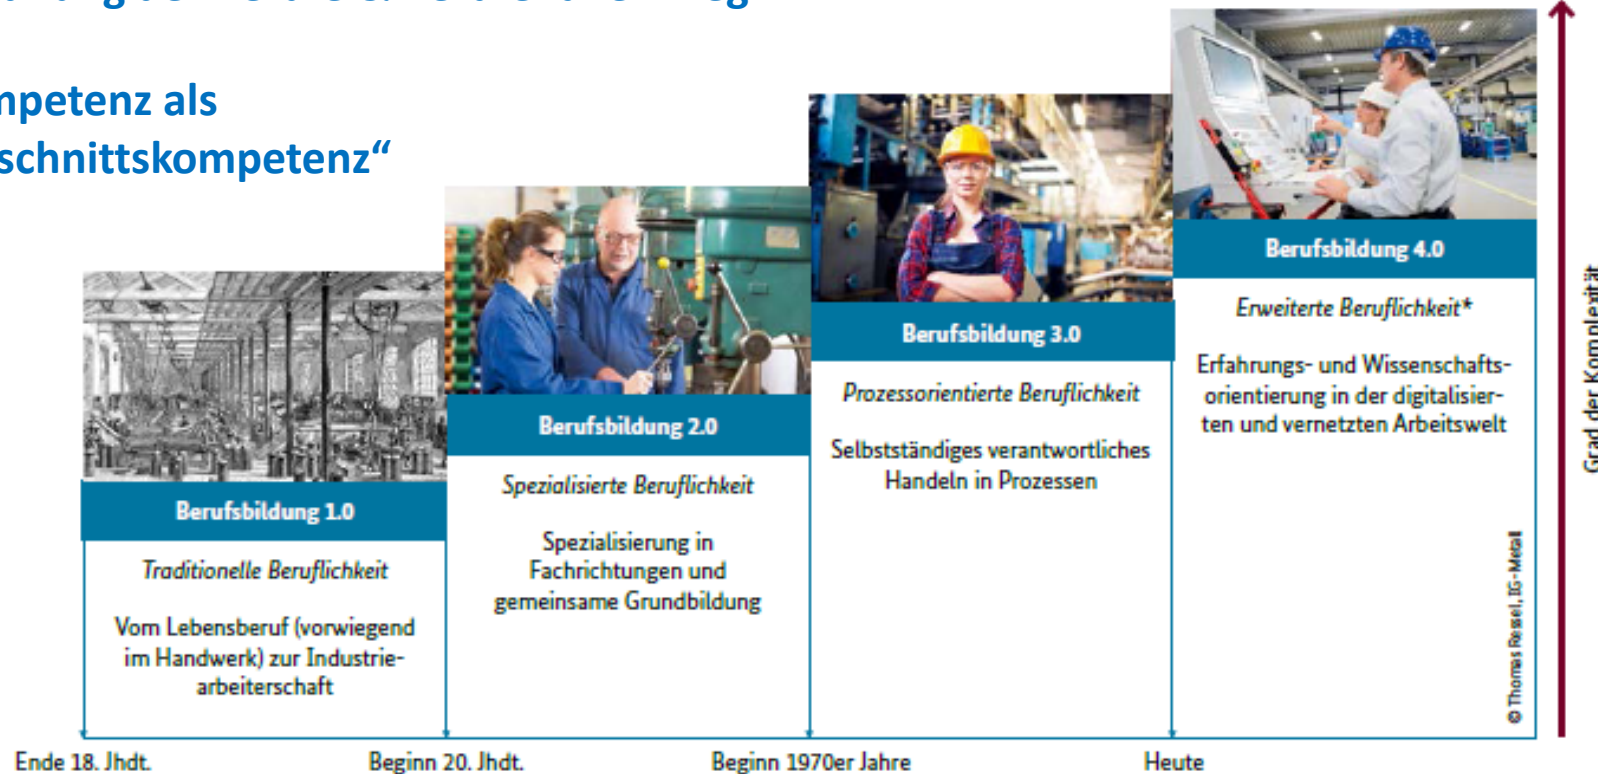 mpetenz als
schnittskompetenz“
Berufsbildung 1.0
Traditionelle Beruflichkeit
Vom Lebensberuf (vorwiegend
im Handwerk) zur Industrie-
arbeiterschaft
Berufsbildung 2.0
Spezialisierte Beruflichkeit
Spezialisierung in
Fachrichtungen und
gemeinsame Grundbildung
Berufsbildung 3.0
Prozessorientierte Beruflichkeit
Selbstständiges verantwortliches
Handeln in Prozessen
Berufsbildung 4.0
Erweiterte Beruflichkeit*
Erfahrungs- und Wissenschafts-
orientierung in der digitalisier-
ten und vernetzten Arbeitswelt
© Thomas Ressel, IG-Metall
Grad der Komplexität
Ende 18. Jhdt.
Beginn 20. Jhdt.
Beginn 1970er Jahre
Heute